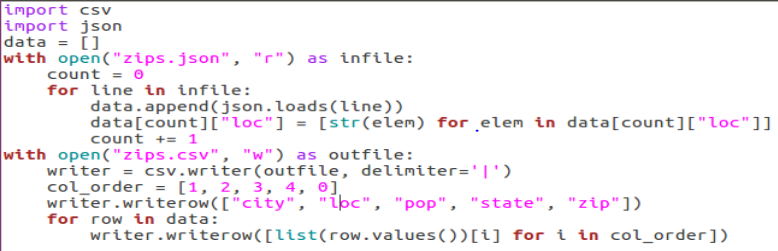 import csv
import json
data = []
with open("zips.json", "r") as infile:
    count = 0
    for line in infile:
        data.append(json.loads(line))
        data[count]["loc"] = [str(elem) for elem in data[count]["loc"]]
        count += 1
with open("zips.csv", "w") as outfile:
    writer = csv.writer(outfile, delimiter='|')
    col_order = [1, 2, 3, 4, 0]
    writer.writerow(["city", "loc", "pop", "state", "zip"])
    for row in data:
        writer.writerow([list(row.values())[i] for i in col_order])